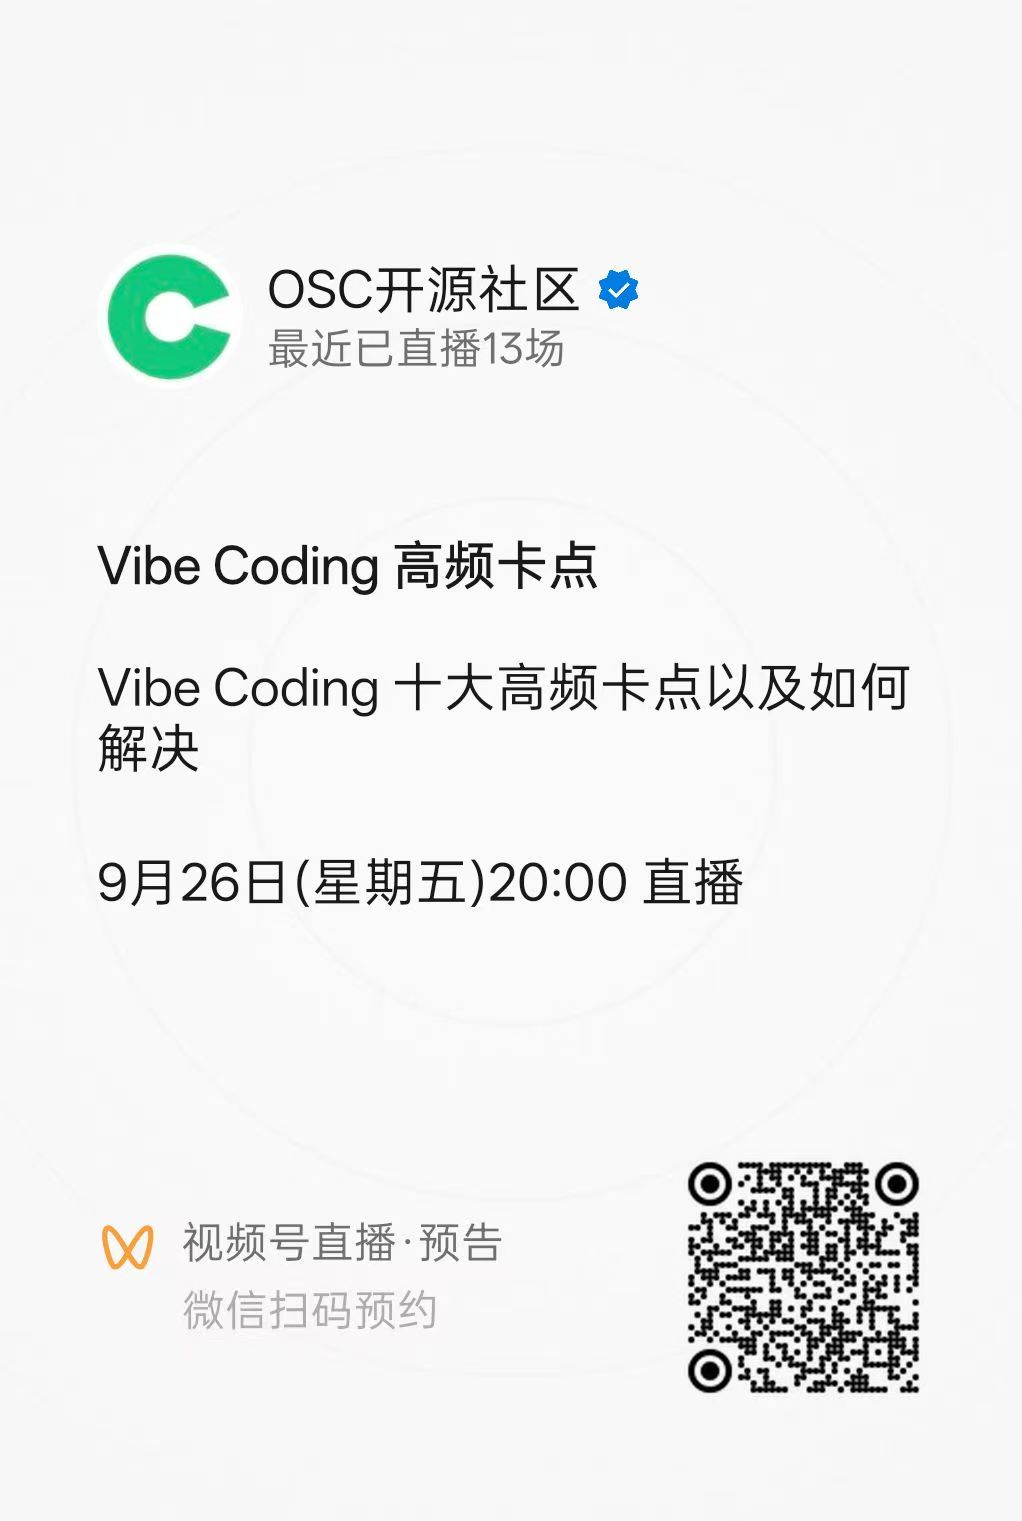 OSC开源社区
最近已直播13场
Vibe Coding 高频卡点
Vibe Coding 十大高频卡点以及如何
解决
9月26日(星期五)20:00 直播
视频号直播·预告
微信扫码预约